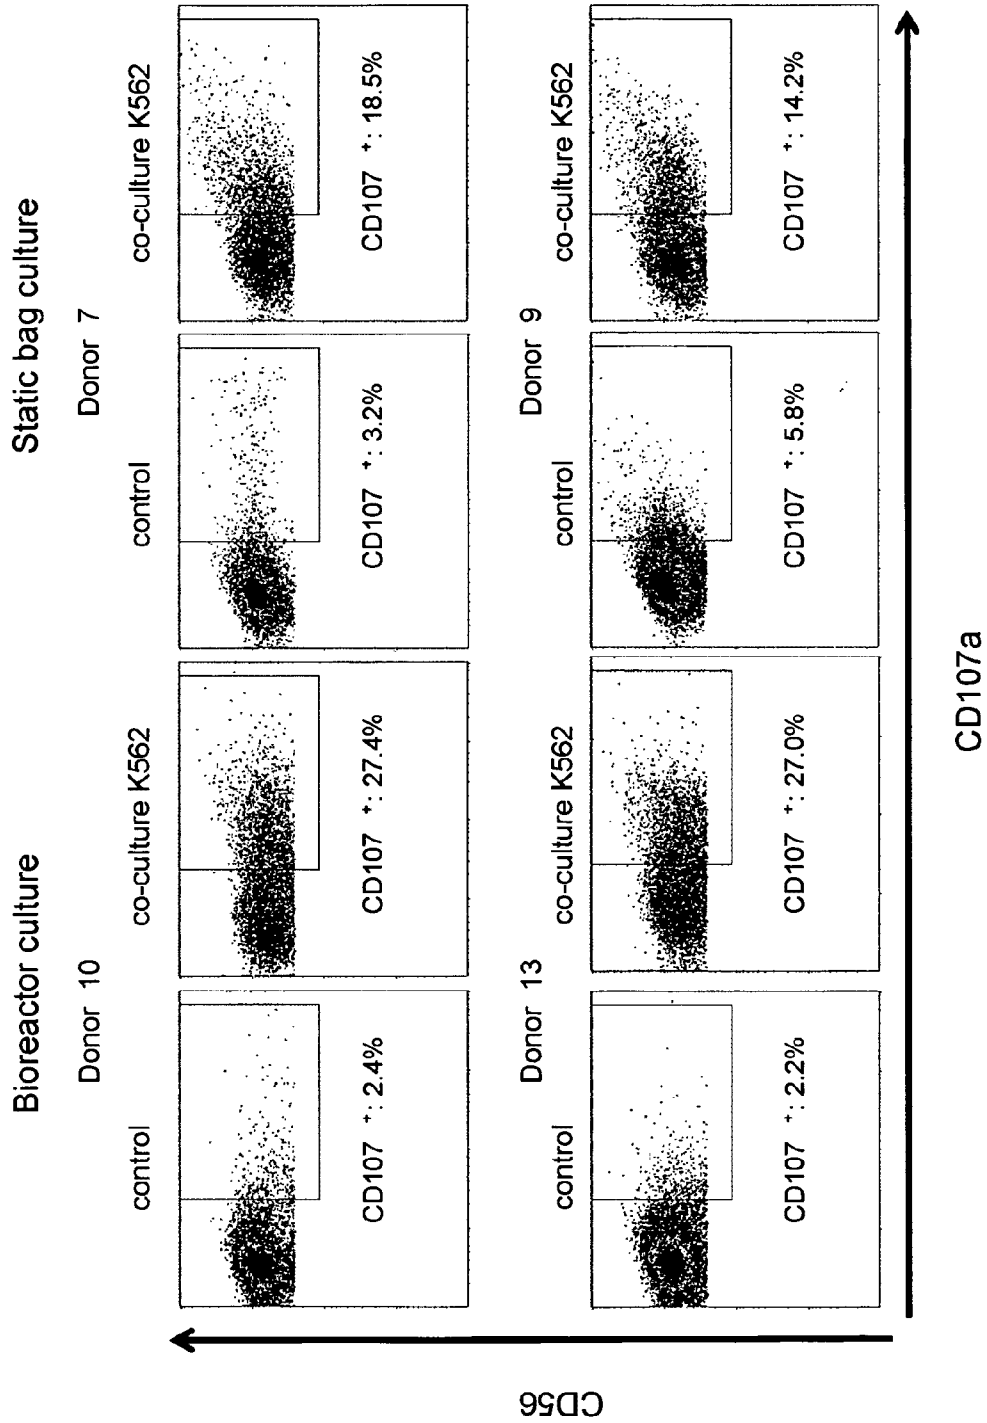 Bioreactor culture
Static bag culture
Donor 10
Donor 7
control
co-culture K562
control
co-culture K562
CD107 +: 2.4%
CD107 +: 27.4%
CD107 +: 3.2%
CD107 +: 18.5%
Donor 13
Donor 9
control
co-culture K562
control
co-culture K562
CD107 +: 2.2%
CD107 +: 27.0%
CD107 +: 5.8%
CD107 +: 14.2%
CD56
CD107a